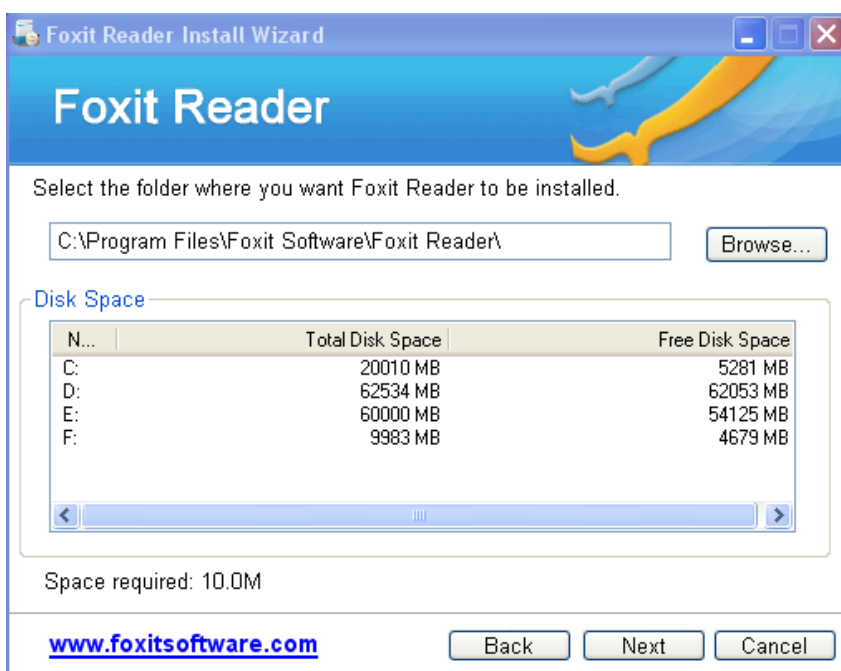 Foxit Reader Install Wizard
Foxit Reader
Select the folder where you want Foxit Reader to be installed.
C:\Program Files\Foxit Software\Foxit Reader\ Browse...
Disk Space
N... Total Disk Space Free Disk Space
C: 20010 MB 5281 MB
D: 62534 MB 62053 MB
E: 60000 MB 54125 MB
F: 9983 MB 4679 MB
Space required: 10.0M
www.foxitsoftware.com Back Next Cancel